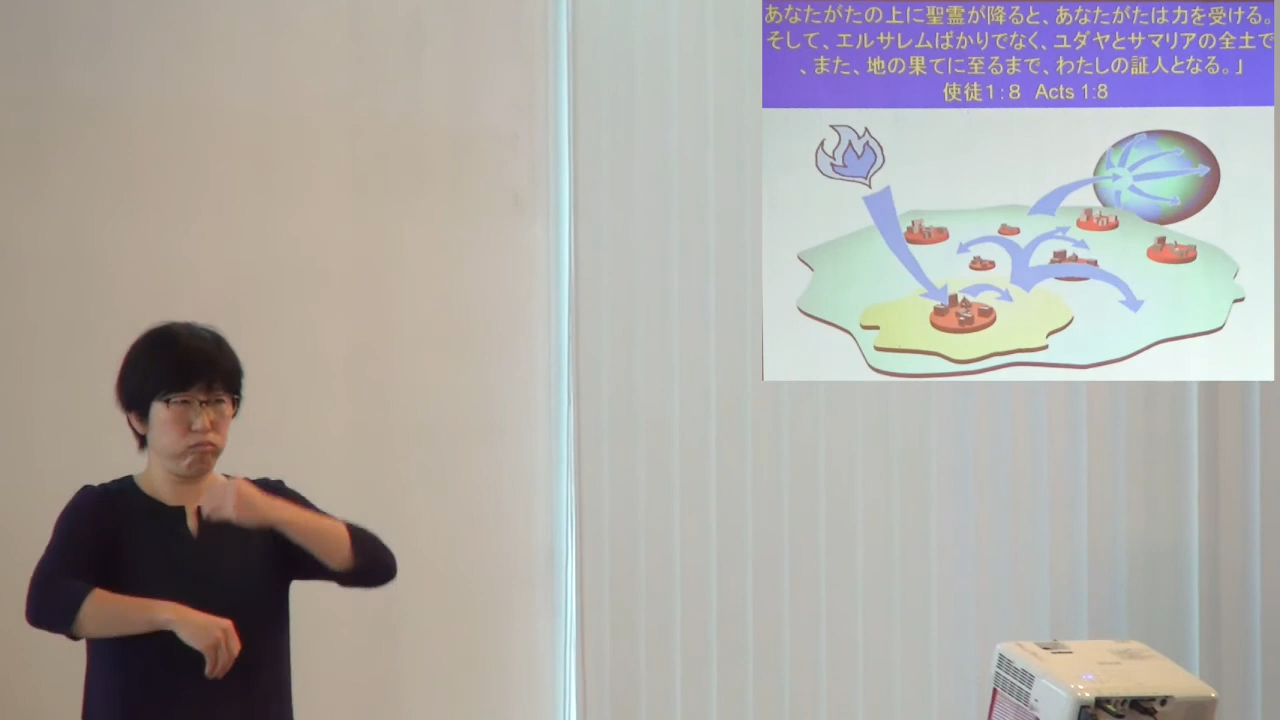 あなたがたの上に聖霊が降ると、あなたがたは力を受ける。
そして、エルサレムばかりでなく、ユダヤとサマリアの全土で
、また、地の果てに至るまで、わたしの証人となる。」
使徒1：8 Acts 1:8